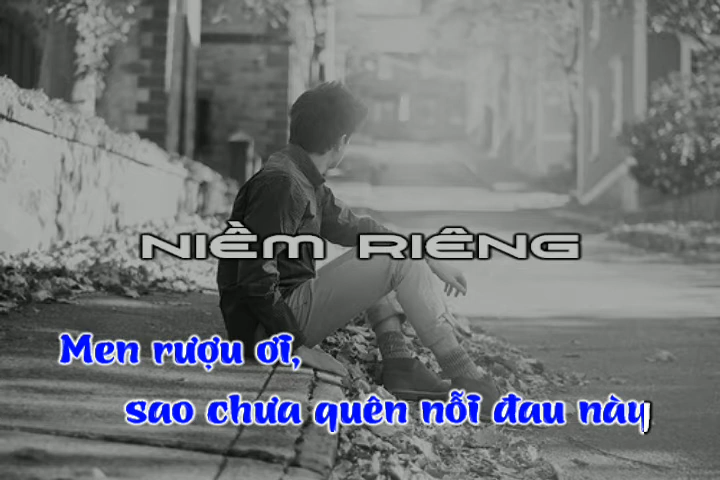 NIỀM RIÊNG
Men rượu ơi,
sao chưa quên nỗi đau này